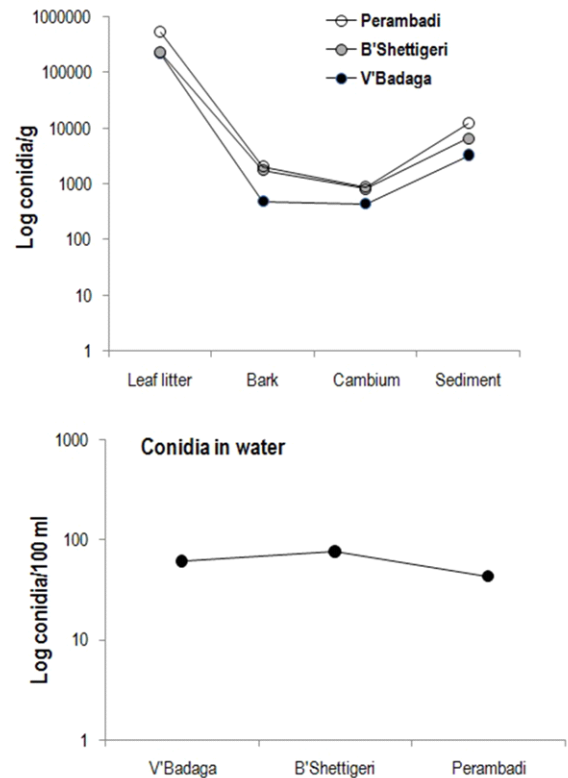 Perambadi
B'Shettigeri
V'Badaga
Log conidia/g
1000000
100000
10000
1000
100
10
1
Leaf litter Bark Cambium Sediment
Conidia in water
Log conidia/100 ml
1000
100
10
1
V'Badaga B'Shettigeri Perambadi